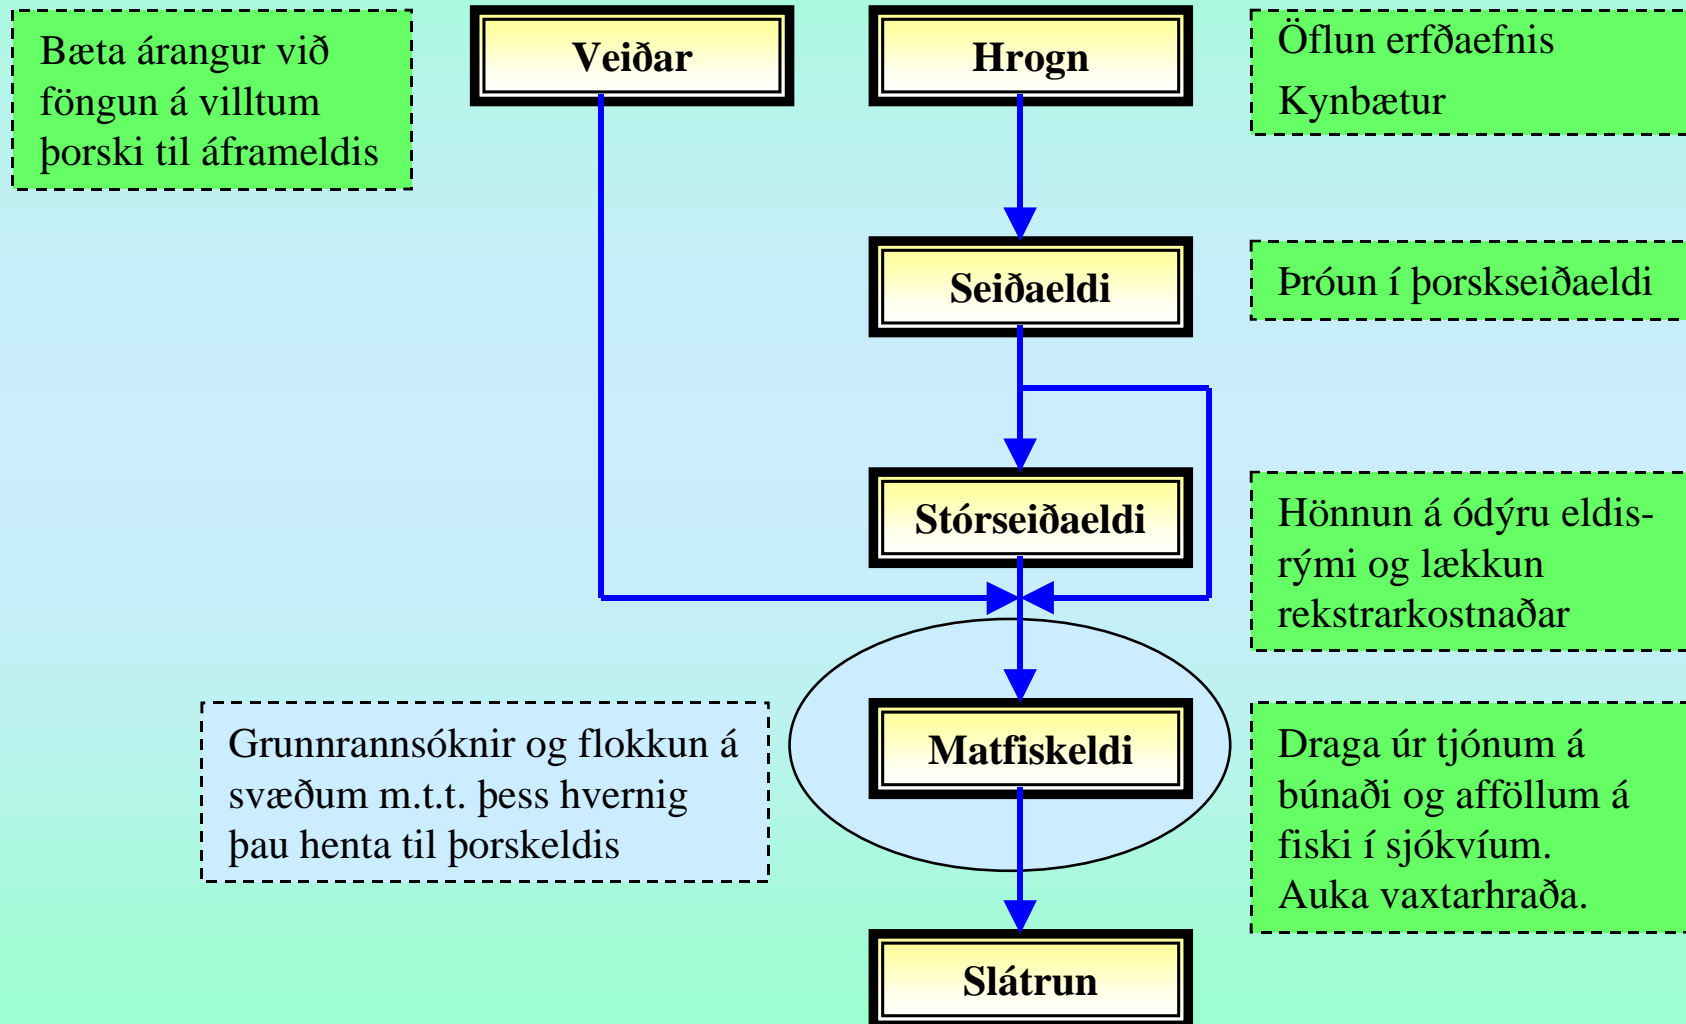 Bæta árangur við
föngun á villtum
þorski til áframeldis
Veiðar
Hrogn
Öflun erfðaefnis
Kynbætur
Seiðaeldi
Þróun í þorskseiðaeldi
Stórseiðaeldi
Hönnun á ódýru eldis-
rými og lækkun
rekstrarkostnaðar
Grunnrannsóknir og flokkun á
svæðum m.t.t. þess hvernig
þau henta til þorskeldis
Matfiskeldi
Draga úr tjónum á
búnaði og afföllum á
fiski í sjókvíum.
Auka vaxtarhraða.
Slátrun